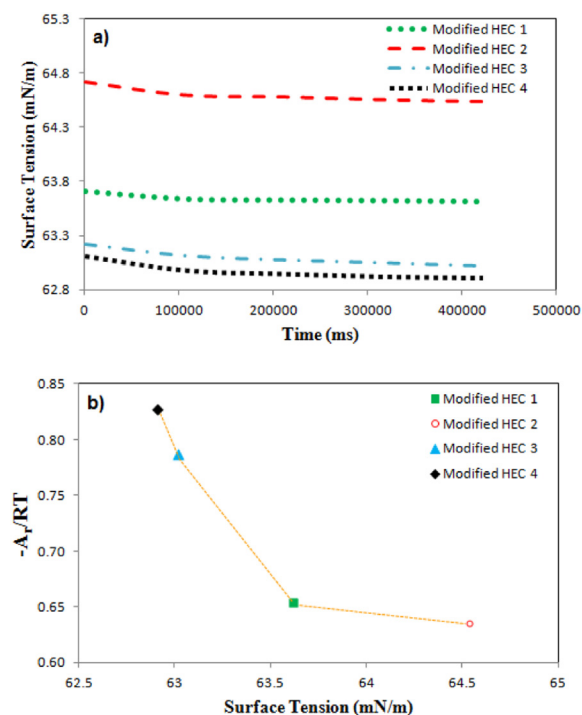 a)
Modified HEC 1
Modified HEC 2
Modified HEC 3
Modified HEC 4
Surface Tension (mN/m)
65.3
64.8
64.3
63.8
63.3
62.8
0 100000 200000 300000 400000 500000
Time (ms)
b)
Modified HEC 1
Modified HEC 2
Modified HEC 3
Modified HEC 4
-Ar/RT
0.85
0.80
0.75
0.70
0.65
0.60
62.5 63 63.5 64 64.5 65
Surface Tension (mN/m)